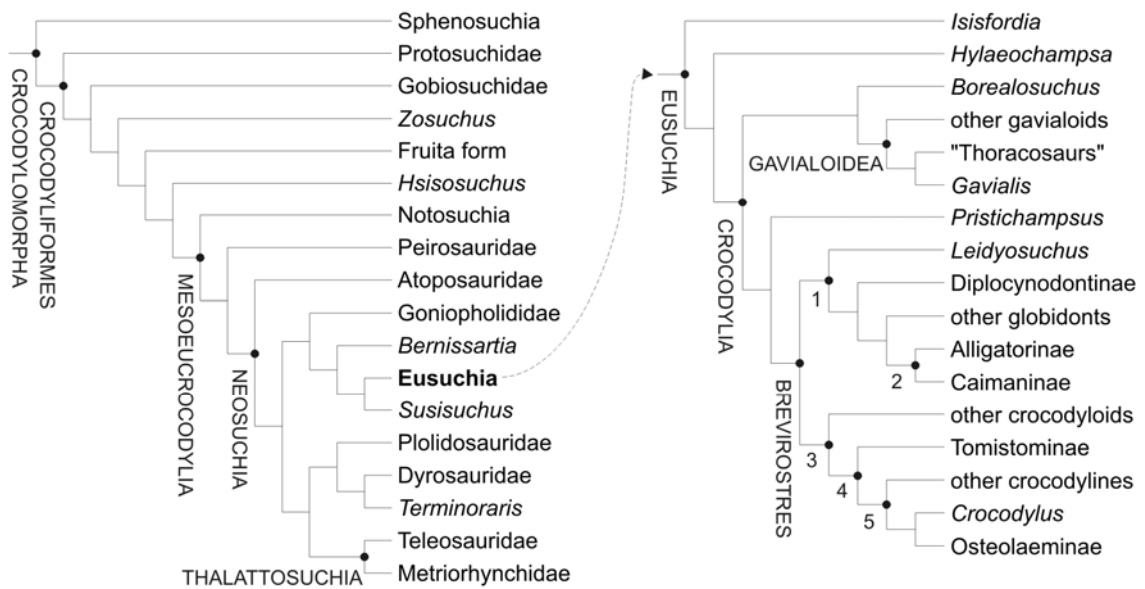 Sphenosuchia
Protosuchidae
Gobiosuchidae
Zosuchus
Fruita form
Hsisosuchus
Notosuchia
Peirosauridae
Atoposauridae
Goniopholididae
Bernissartia
Eusuchia
Susisuchus
Plolidosauridae
Dyrosauridae
Terminoraris
Teleosauridae
Metriorhynchidae
CROCODYLOMORPHA
CROCODYLIFORMES
MESOEUCROCODYLIA
NEOSUCHIA
THALATTOSUCHIA
Isisfordia
Hylaeochampsa
Borealosuchus
other gavialoids
"Thoracosaurs"
Gavialis
Pristichampsus
Leidyosuchus
Diplocynodontinae
other globidonts
Alligatorinae
Caimaninae
other crocodyloids
Tomistominae
other crocodylines
Crocodylus
Osteolaeminae
EUSUCHIA
GAVIALOIDEA
CROCODYLIA
BREVIROSTRES
1
2
3
4
5